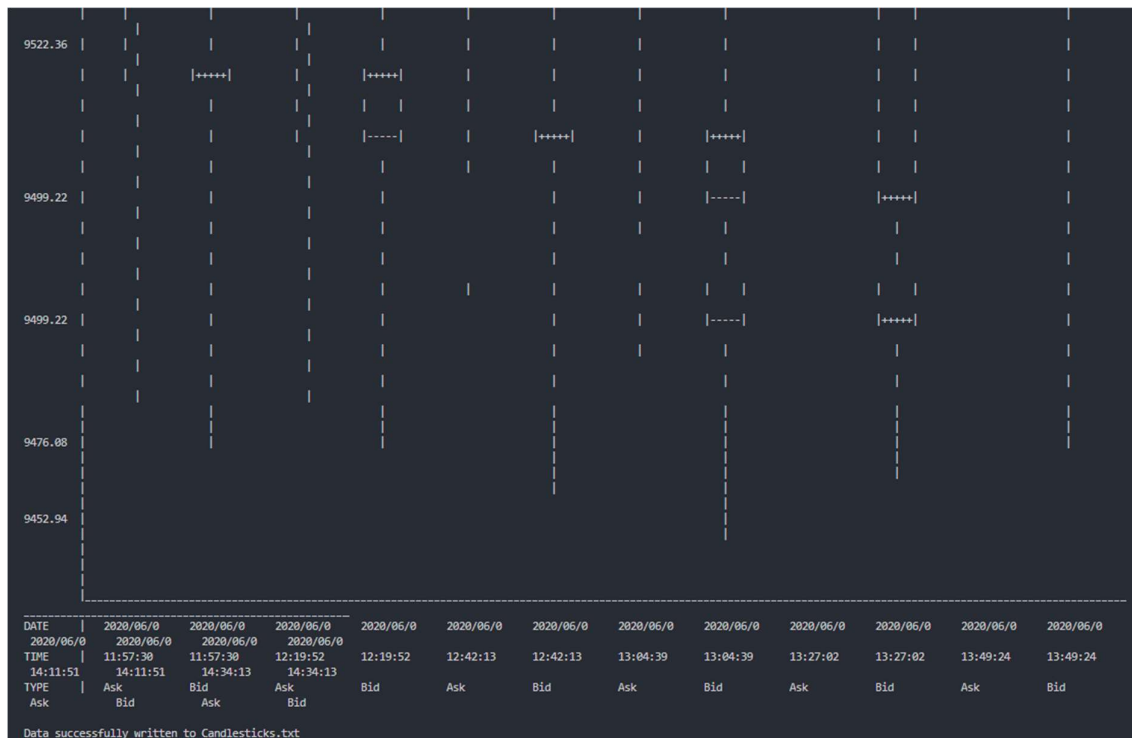 9522.36
|+++++| |+++++|
|-----| |+++++| |+++++|
9499.22 |-----| |+++++|
9499.22 |-----| |+++++|
9476.08
9452.94
DATE | 2020/06/0 2020/06/0 2020/06/0 2020/06/0 2020/06/0 2020/06/0 2020/06/0 2020/06/0 2020/06/0 2020/06/0 2020/06/0 2020/06/0
2020/06/0 2020/06/0 2020/06/0 2020/06/0
TIME | 11:57:30 11:57:30 12:19:52 12:19:52 12:42:13 12:42:13 13:04:39 13:04:39 13:27:02 13:27:02 13:49:24 13:49:24
14:11:51 14:11:51 14:34:13 14:34:13
TYPE | Ask Bid Ask Bid Ask Bid Ask Bid Ask Bid Ask Bid
Ask Bid Ask Bid
Data successfully written to Candlesticks.txt